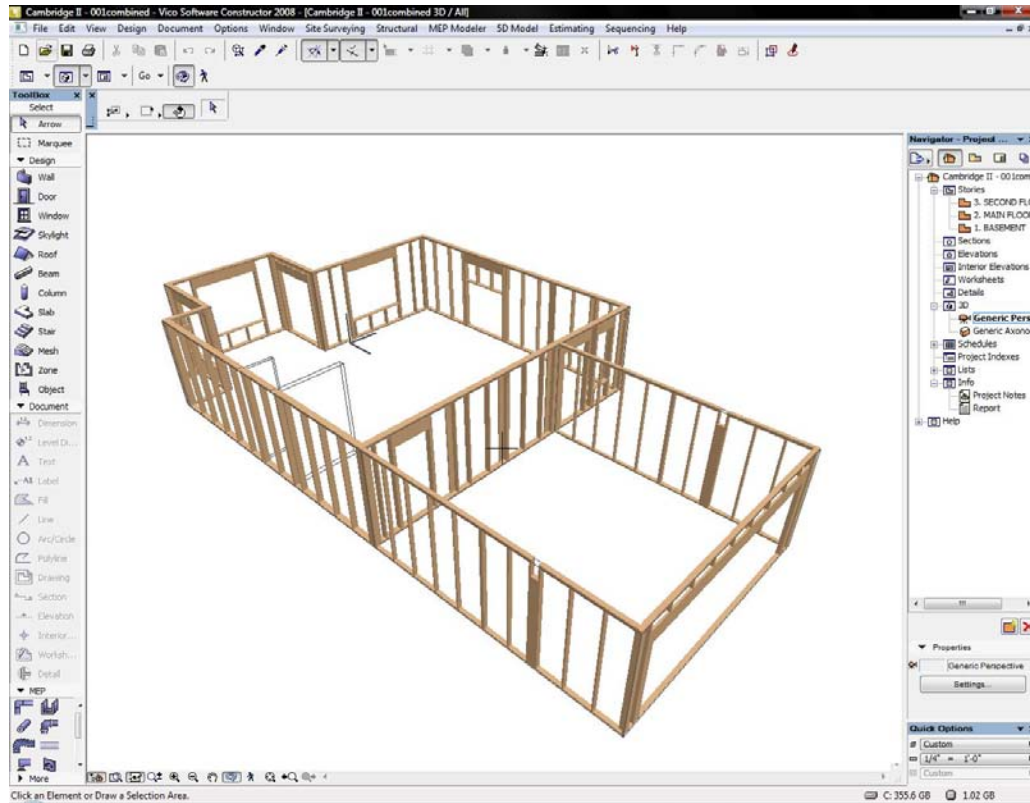 Cambridge II - 001combined - Vico Software Constructor 2008 - [Cambridge II - 001combined 3D / All]
File Edit View Design Document Options Window Site Surveying Structural MEP Modeler 5D Model Estimating Sequencing Help
Go
ToolBox
Select
Arrow
Marquee
Design
Wall
Door
Window
Skylight
Roof
Beam
Column
Slab
Stair
Mesh
Zone
Object
Document
Dimension
Level Di...
A Text
A1 Label
Fill
Line
Arc/Circle
Polyline
Drawing
Section
Elevation
Interior...
Worksh...
Detail
MEP
More
Navigator - Project ...
Cambridge II - 001com
Stories
3. SECOND FLO
2. MAIN FLOOR
1. BASEMENT
Sections
Elevations
Interior Elevations
Worksheets
Details
3D
Generic Pers
Generic Axono
Schedules
Project Indexes
Lists
Info
Project Notes
Report
Help
Properties
Generic Perspective
Settings...
Quick Options
Custom
1/4" = 1'-0"
Custom
Click an Element or Draw a Selection Area.
C: 355.6 GB 1.02 GB